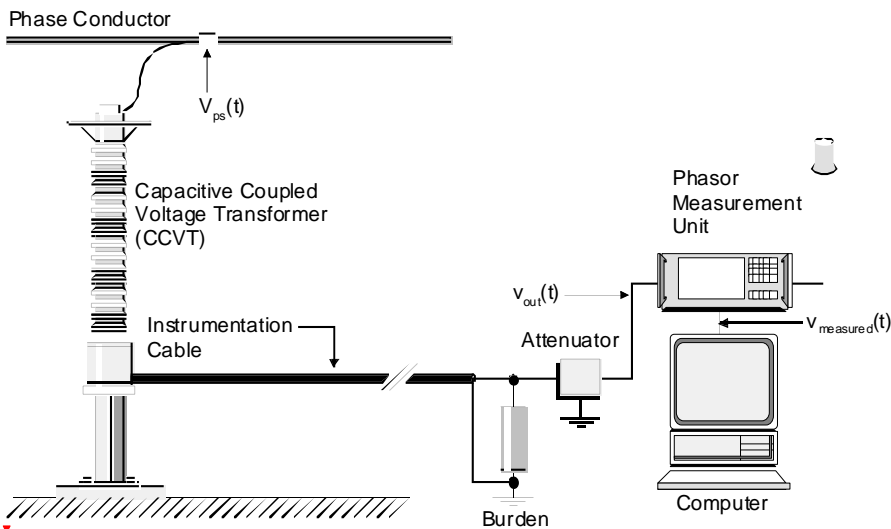 Phase Conductor
V_ps(t)
Capacitive Coupled
Voltage Transformer
(CCVT)
Phasor
Measurement
Unit
v_out(t)
v_measured(t)
Instrumentation
Cable
Attenuator
Burden
Computer